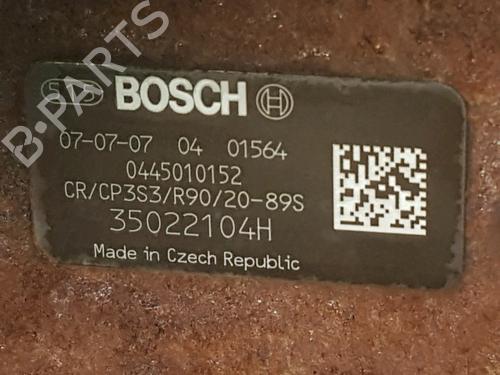 BOSCH
07-07-07 04 01564
0445010152
CR/CP3S3/R90/20-89S
35022104H
Made in Czech Republic
B-PARTS